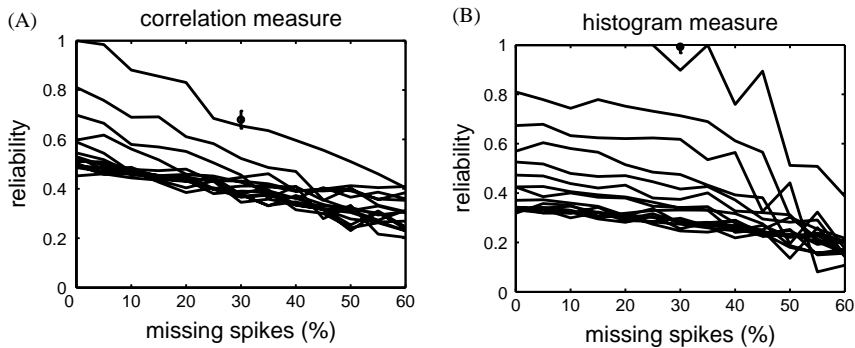 (A)
correlation measure
1
0.8
0.6
0.4
0.2
0
reliability
0 10 20 30 40 50 60
missing spikes (%)
(B)
histogram measure
1
0.8
0.6
0.4
0.2
0
reliability
0 10 20 30 40 50 60
missing spikes (%)